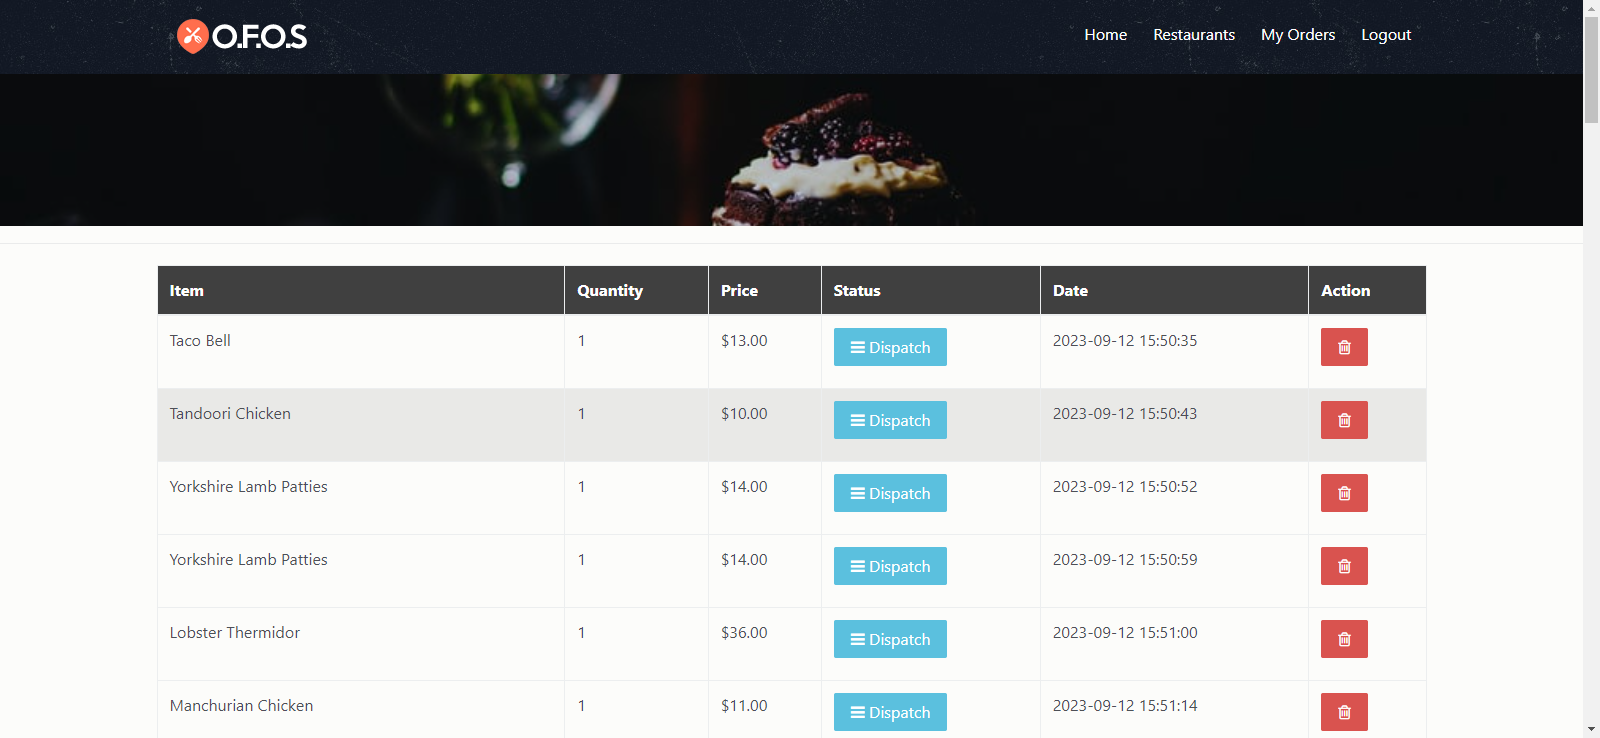 O.F.O.S
Home Restaurants My Orders Logout
Item Quantity Price Status Date Action
Taco Bell 1 $13.00 Dispatch 2023-09-12 15:50:35
Tandoori Chicken 1 $10.00 Dispatch 2023-09-12 15:50:43
Yorkshire Lamb Patties 1 $14.00 Dispatch 2023-09-12 15:50:52
Yorkshire Lamb Patties 1 $14.00 Dispatch 2023-09-12 15:50:59
Lobster Thermidor 1 $36.00 Dispatch 2023-09-12 15:51:00
Manchurian Chicken 1 $11.00 Dispatch 2023-09-12 15:51:14